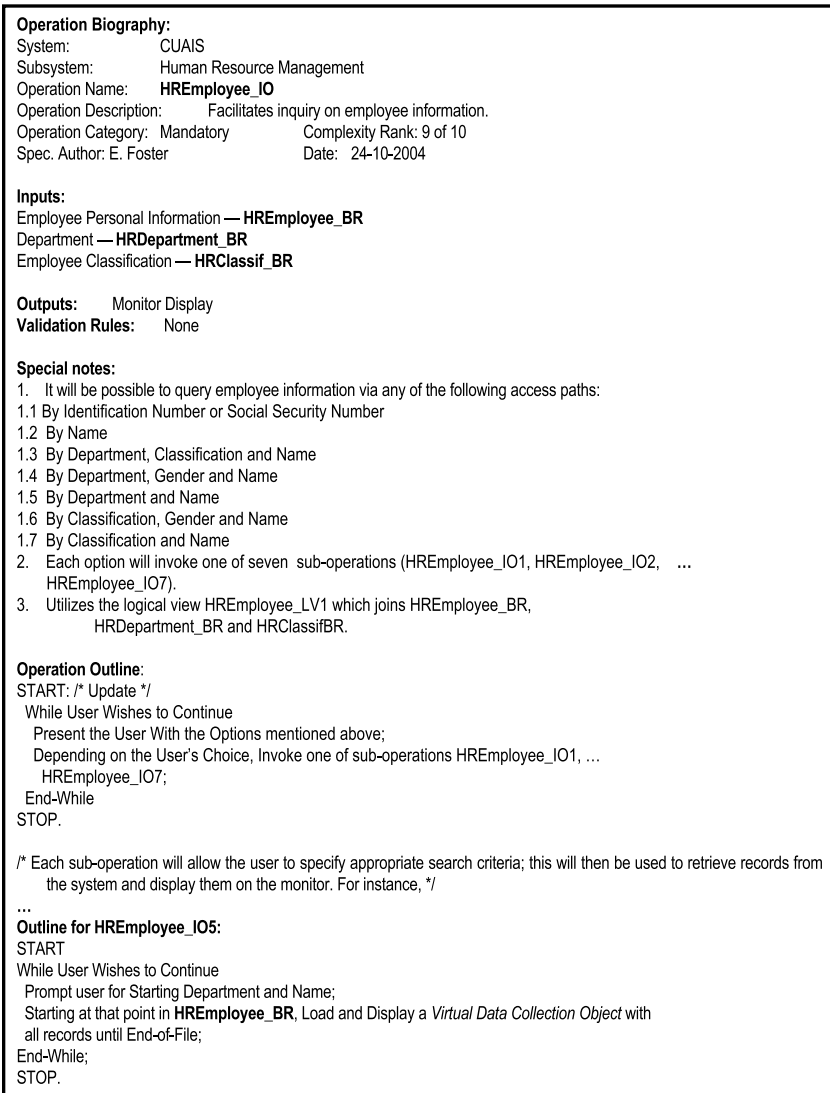 Operation Biography:
System: CUAIS
Subsystem: Human Resource Management
Operation Name: HREmployee_IO
Operation Description: Facilitates inquiry on employee information.
Operation Category: Mandatory Complexity Rank: 9 of 10
Spec. Author: E. Foster Date: 24-10-2004
Inputs:
Employee Personal Information — HREmployee_BR
Department — HRDepartment_BR
Employee Classification — HRClassif_BR
Outputs: Monitor Display
Validation Rules: None
Special notes:
1. It will be possible to query employee information via any of the following access paths:
1.1 By Identification Number or Social Security Number
1.2 By Name
1.3 By Department, Classification and Name
1.4 By Department, Gender and Name
1.5 By Department and Name
1.6 By Classification, Gender and Name
1.7 By Classification and Name
2. Each option will invoke one of seven sub-operations (HREmployee_IO1, HREmployee_IO2, ...
HREmployee_IO7).
3. Utilizes the logical view HREmployee_LV1 which joins HREmployee_BR,
HRDepartment_BR and HRClassifBR.
Operation Outline:
START: /* Update */
While User Wishes to Continue
Present the User With the Options mentioned above;
Depending on the User's Choice, Invoke one of sub-operations HREmployee_IO1, ...
HREmployee_IO7;
End-While
STOP.
/* Each sub-operation will allow the user to specify appropriate search criteria; this will then be used to retrieve records from
the system and display them on the monitor. For instance, */
...
Outline for HREmployee_IO5:
START
While User Wishes to Continue
Prompt user for Starting Department and Name;
Starting at that point in HREmployee_BR, Load and Display a Virtual Data Collection Object with
all records until End-of-File;
End-While;
STOP.